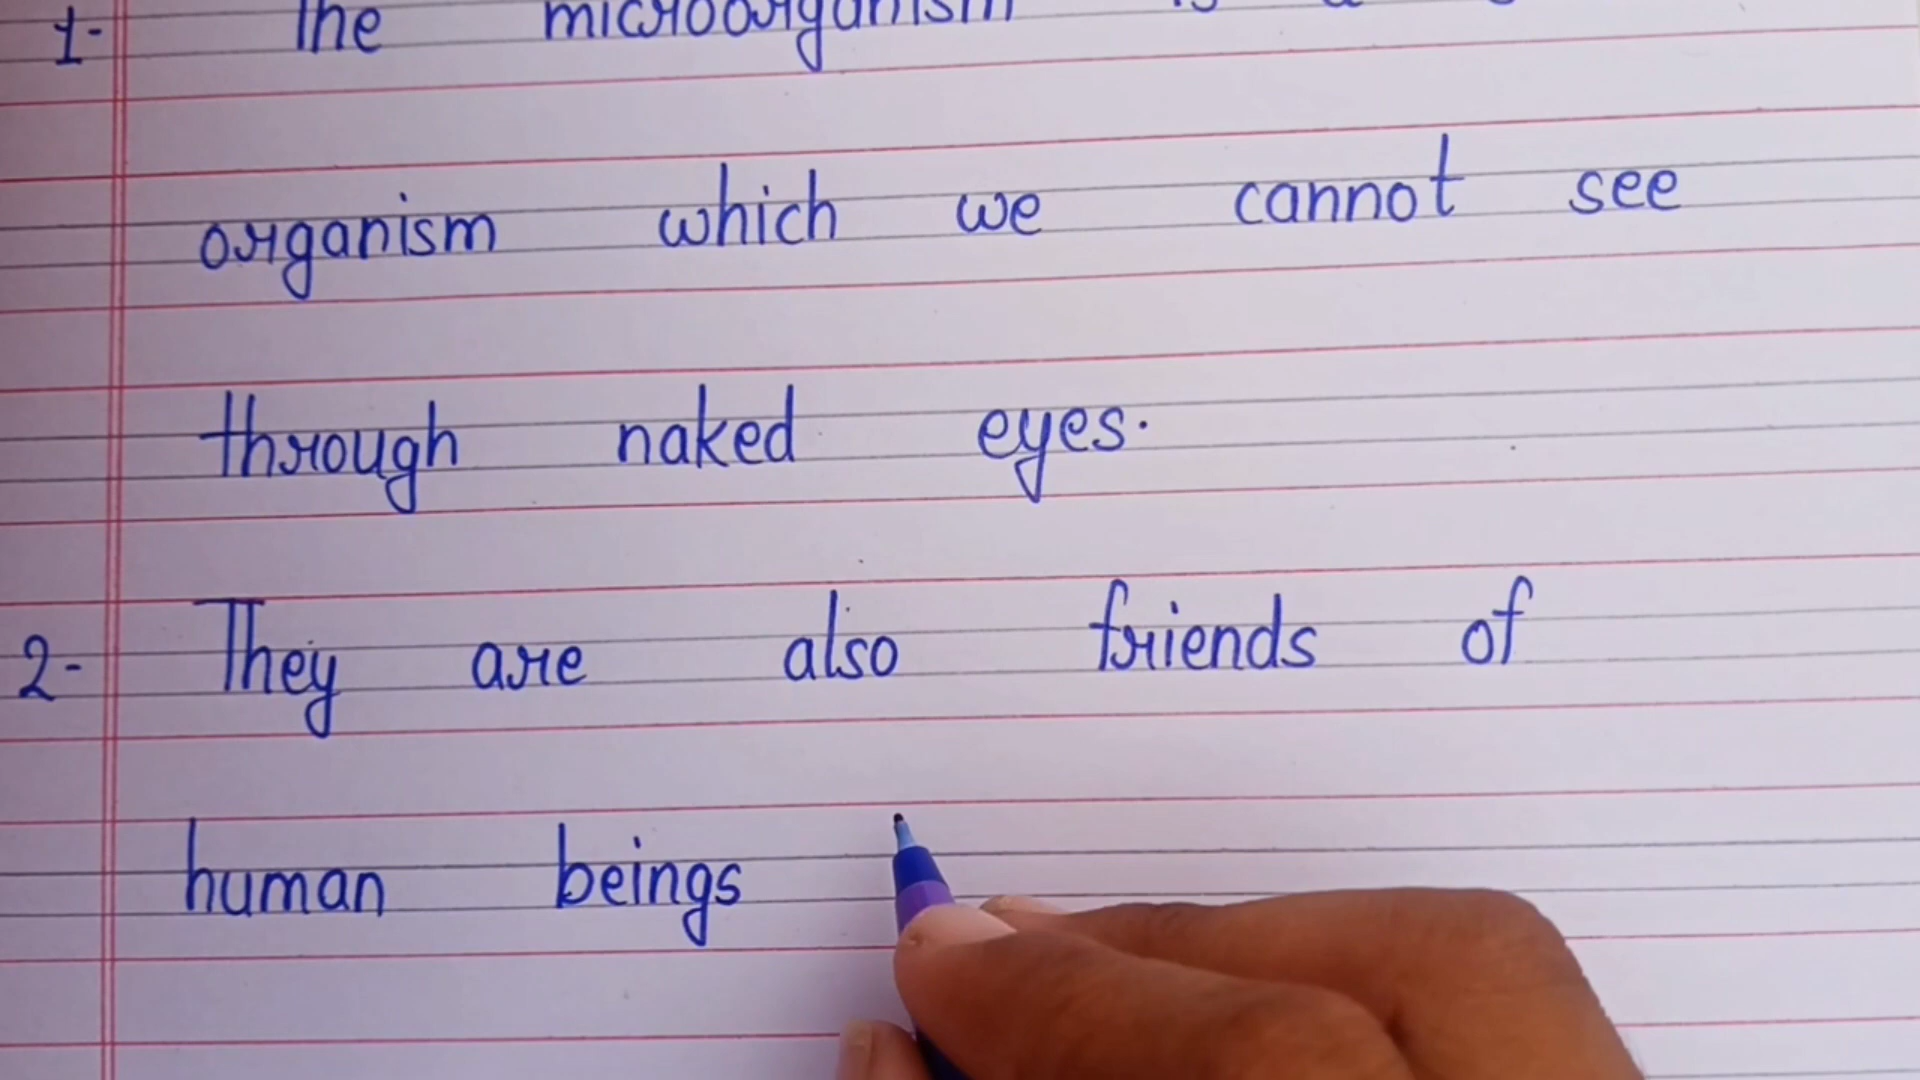 1- The microorganism is a
organism which we cannot see
through naked eyes.
2- They are also friends of
human beings